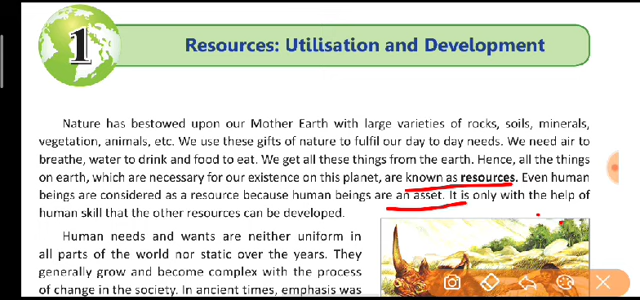 1
Resources: Utilisation and Development
Nature has bestowed upon our Mother Earth with large varieties of rocks, soils, minerals,
vegetation, animals, etc. We use these gifts of nature to fulfil our day to day needs. We need air to
breathe, water to drink and food to eat. We get all these things from the earth. Hence, all the things
on earth, which are necessary for our existence on this planet, are known as resources. Even human
beings are considered as a resource because human beings are an asset. It is only with the help of
human skill that the other resources can be developed.
Human needs and wants are neither uniform in
all parts of the world nor static over the years. They
generally grow and become complex with the process
of change in the society. In ancient times, emphasis was